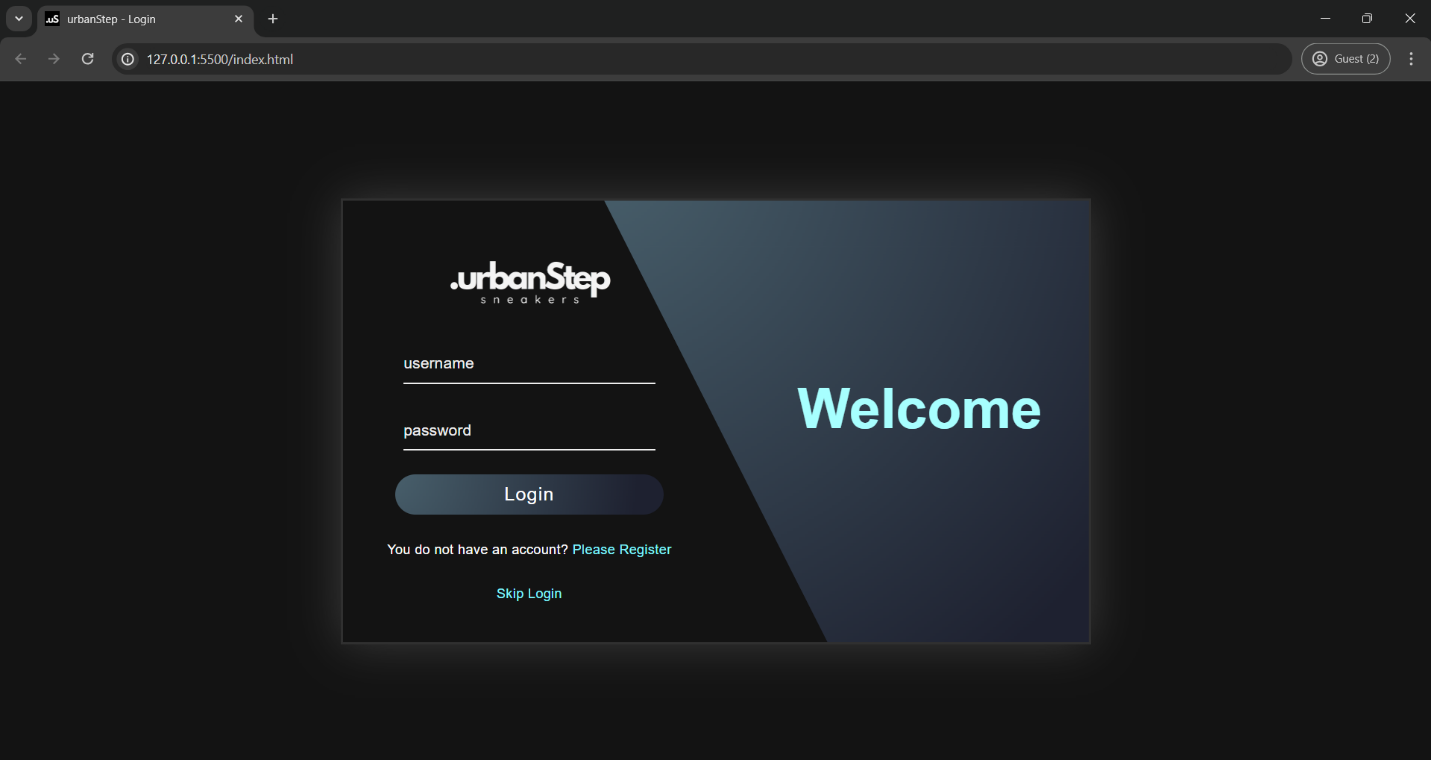 .uS urbanStep - Login
127.0.0.1:5500/index.html
Guest (2)
.urbanStep
sneakers
username
password
Login
You do not have an account? Please Register
Skip Login
Welcome